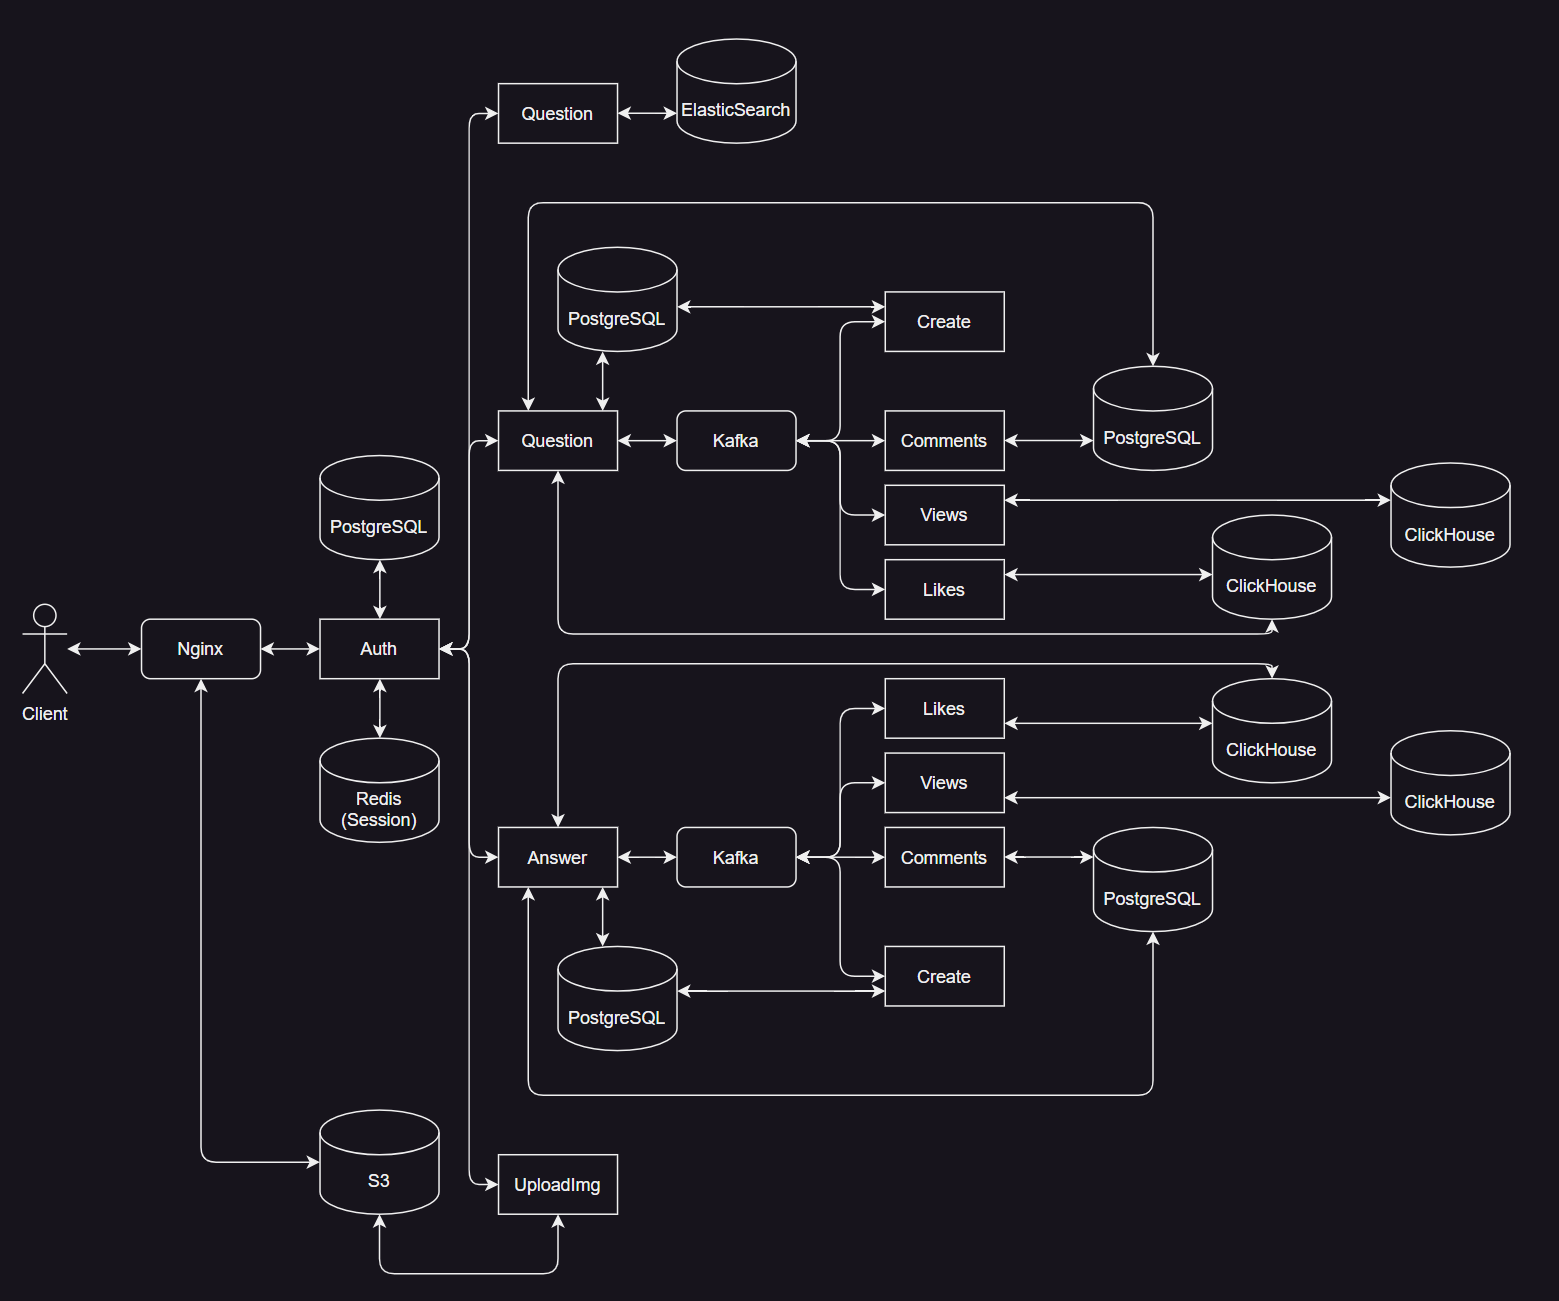 ElasticSearch
Question
PostgreSQL
Create
Question
Kafka
Comments
PostgreSQL
PostgreSQL
Views
ClickHouse
Likes
ClickHouse
Client
Nginx
Auth
Redis
(Session)
Likes
ClickHouse
Views
ClickHouse
Answer
Kafka
Comments
PostgreSQL
PostgreSQL
Create
S3
UploadImg